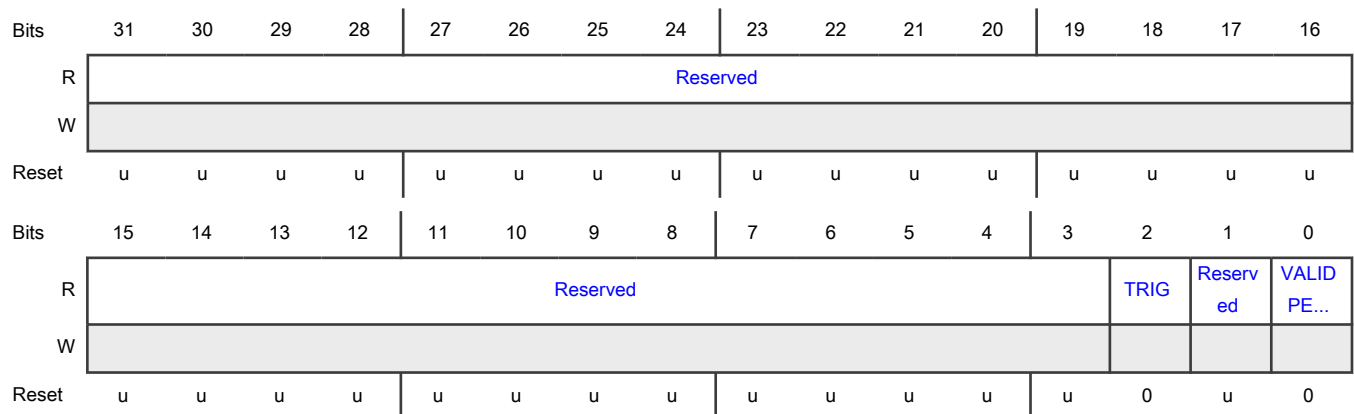 Bits 31 30 29 28 27 26 25 24 23 22 21 20 19 18 17 16
R Reserved
W
Reset u u u u u u u u u u u u u u u u
Bits 15 14 13 12 11 10 9 8 7 6 5 4 3 2 1 0
R Reserved TRIG Reserv ed VALID PE...
W
Reset u u u u u u u u u u u u u 0 u 0